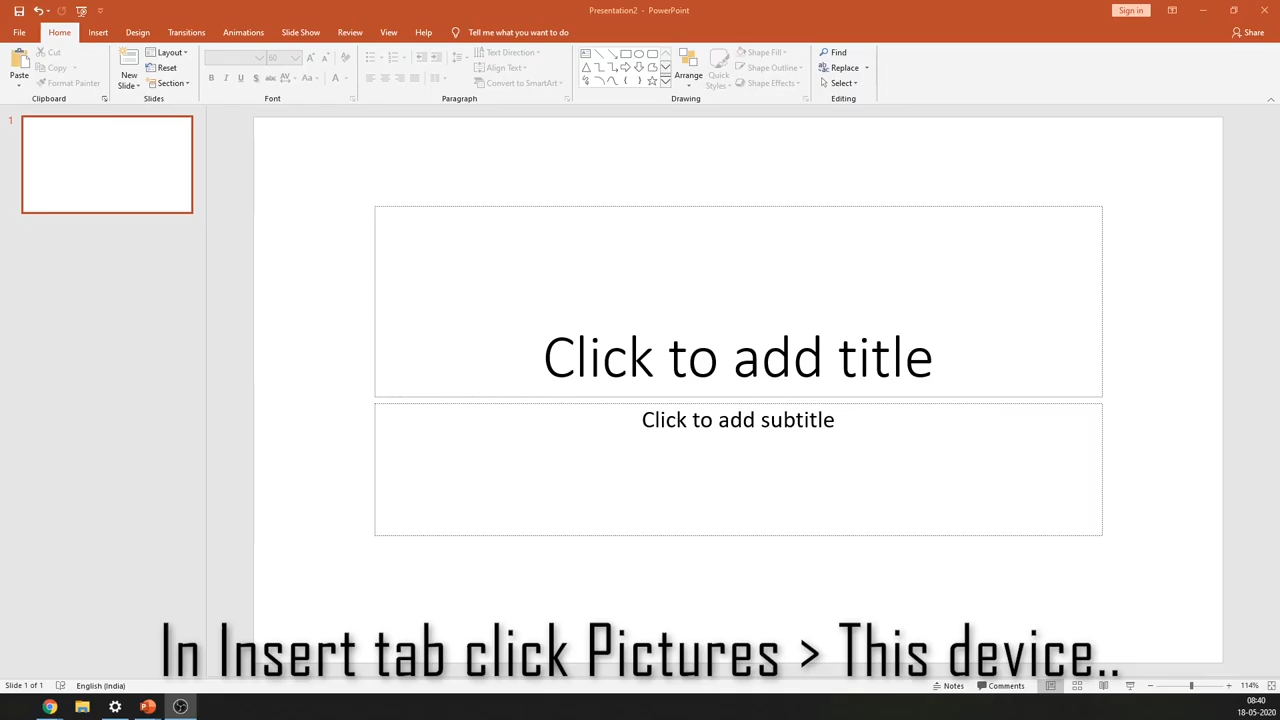 Presentation2 - PowerPoint
Sign in
File Home Insert Design Transitions Animations Slide Show Review View Help Tell me what you want to do Share
Paste
Cut
Copy
Format Painter
Clipboard
New Slide
Layout
Reset
Section
Slides
60
B I U S abc AV Aa A
Font
Text Direction
Align Text
Convert to SmartArt
Paragraph
Arrange
Quick Styles
Shape Fill
Shape Outline
Shape Effects
Drawing
Find
Replace
Select
Editing
1
Click to add title
Click to add subtitle
In Insert tab click Pictures > This device..
Slide 1 of 1 English (India) Notes Comments 114%
08:40
18-05-2020